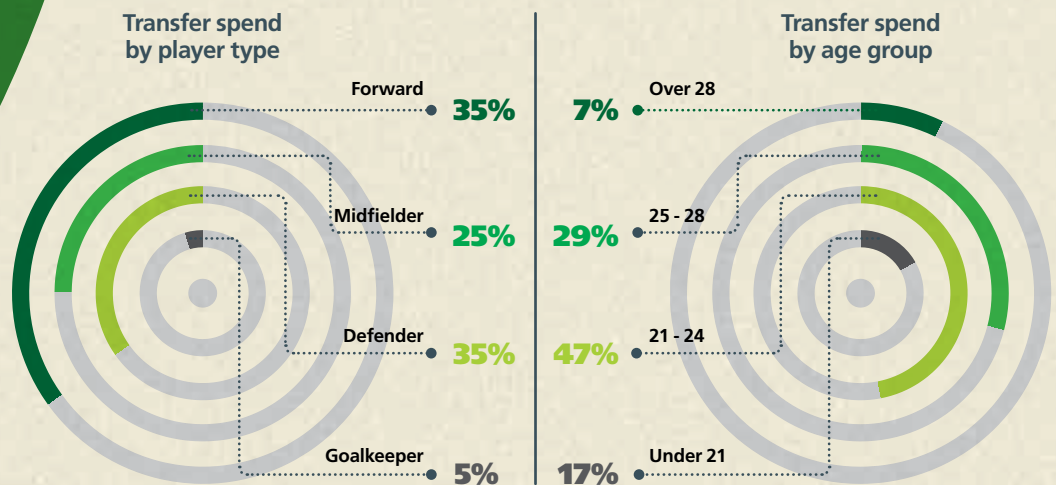 Transfer spend
by player type
Forward
35%
Midfielder
25%
Defender
35%
Goalkeeper
5%
Transfer spend
by age group
7%
Over 28
29%
25 - 28
47%
21 - 24
17%
Under 21